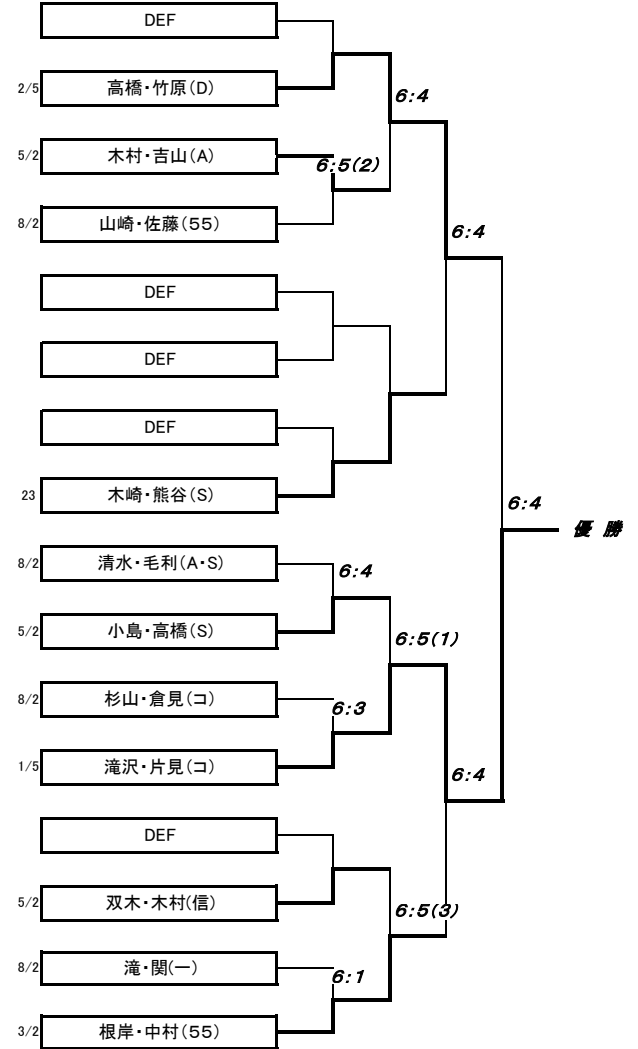 DEF
2/5 高橋・竹原(D)
6:4
5/2 木村・吉山(A)
6:5(2)
8/2 山崎・佐藤(55)
6:4
DEF
DEF
DEF
23 木崎・熊谷(S)
6:4
優 勝
8/2 清水・毛利(A・S)
6:4
5/2 小島・高橋(S)
6:5(1)
8/2 杉山・倉見(コ)
6:3
1/5 滝沢・片見(コ)
6:4
DEF
5/2 双木・木村(信)
6:5(3)
8/2 滝・関(一)
6:1
3/2 根岸・中村(55)